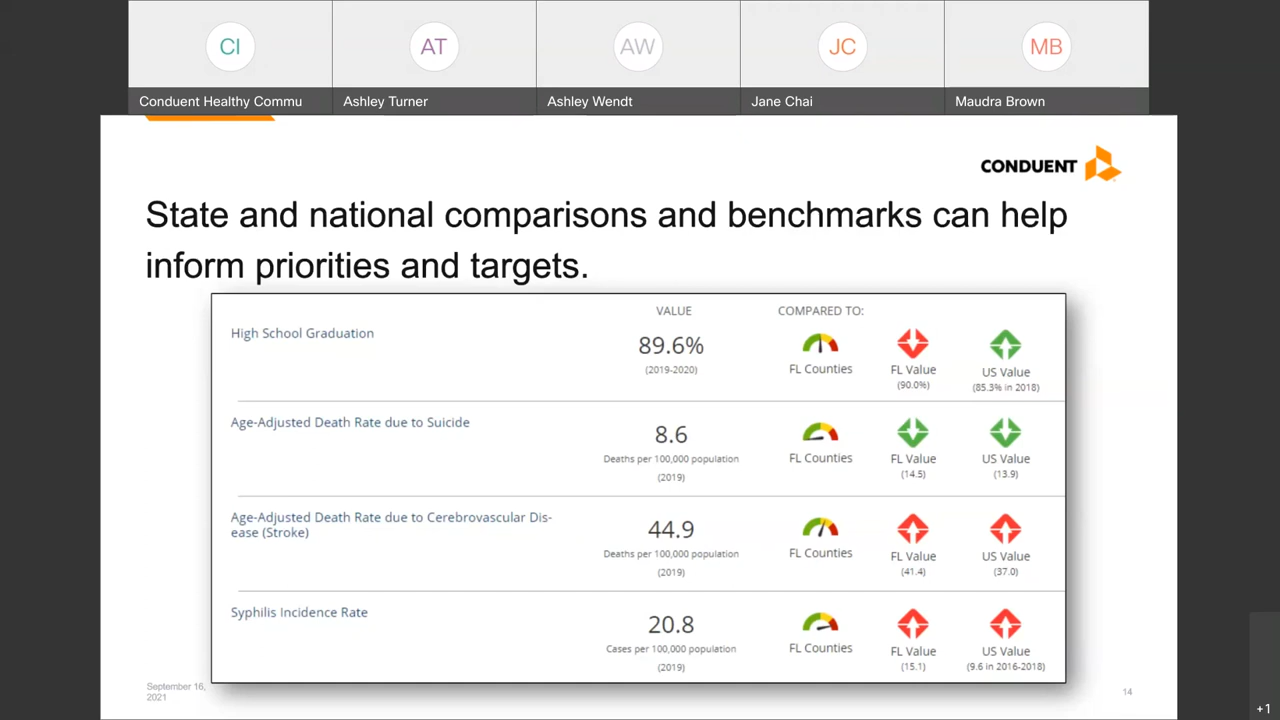 CI
AT
AW
JC
MB
Conduent Healthy Commu
Ashley Turner
Ashley Wendt
Jane Chai
Maudra Brown
CONDUENT
State and national comparisons and benchmarks can help
inform priorities and targets.
VALUE
COMPARED TO:
High School Graduation
89.6%
(2019-2020)
FL Counties
FL Value
(90.0%)
US Value
(85.3% in 2018)
Age-Adjusted Death Rate due to Suicide
8.6
Deaths per 100,000 population
(2019)
FL Counties
FL Value
(14.5)
US Value
(13.9)
Age-Adjusted Death Rate due to Cerebrovascular Dis-
ease (Stroke)
44.9
Deaths per 100,000 population
(2019)
FL Counties
FL Value
(41.4)
US Value
(37.0)
Syphilis Incidence Rate
20.8
Cases per 100,000 population
(2019)
FL Counties
FL Value
(15.1)
US Value
(9.6 in 2016-2018)
September 16,
2021
14
+1